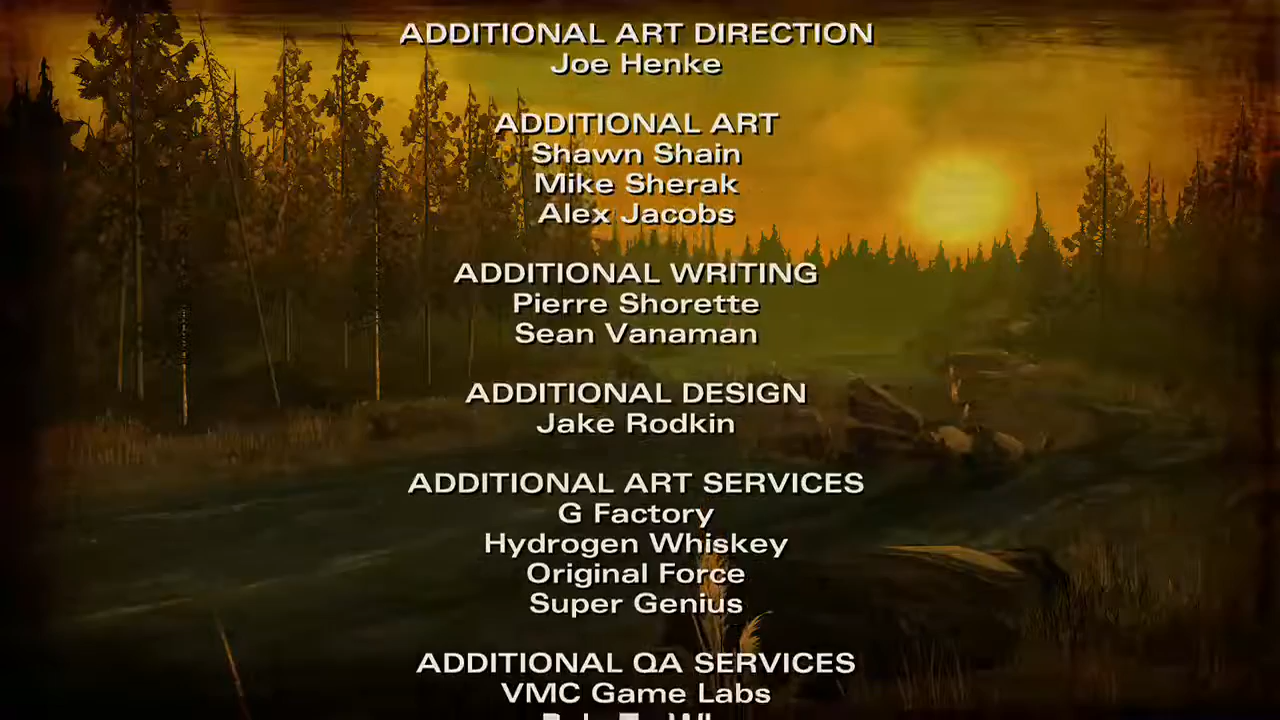 ADDITIONAL ART DIRECTION
Joe Henke
ADDITIONAL ART
Shawn Shain
Mike Sherak
Alex Jacobs
ADDITIONAL WRITING
Pierre Shorette
Sean Vanaman
ADDITIONAL DESIGN
Jake Rodkin
ADDITIONAL ART SERVICES
G Factory
Hydrogen Whiskey
Original Force
Super Genius
ADDITIONAL QA SERVICES
VMC Game Labs